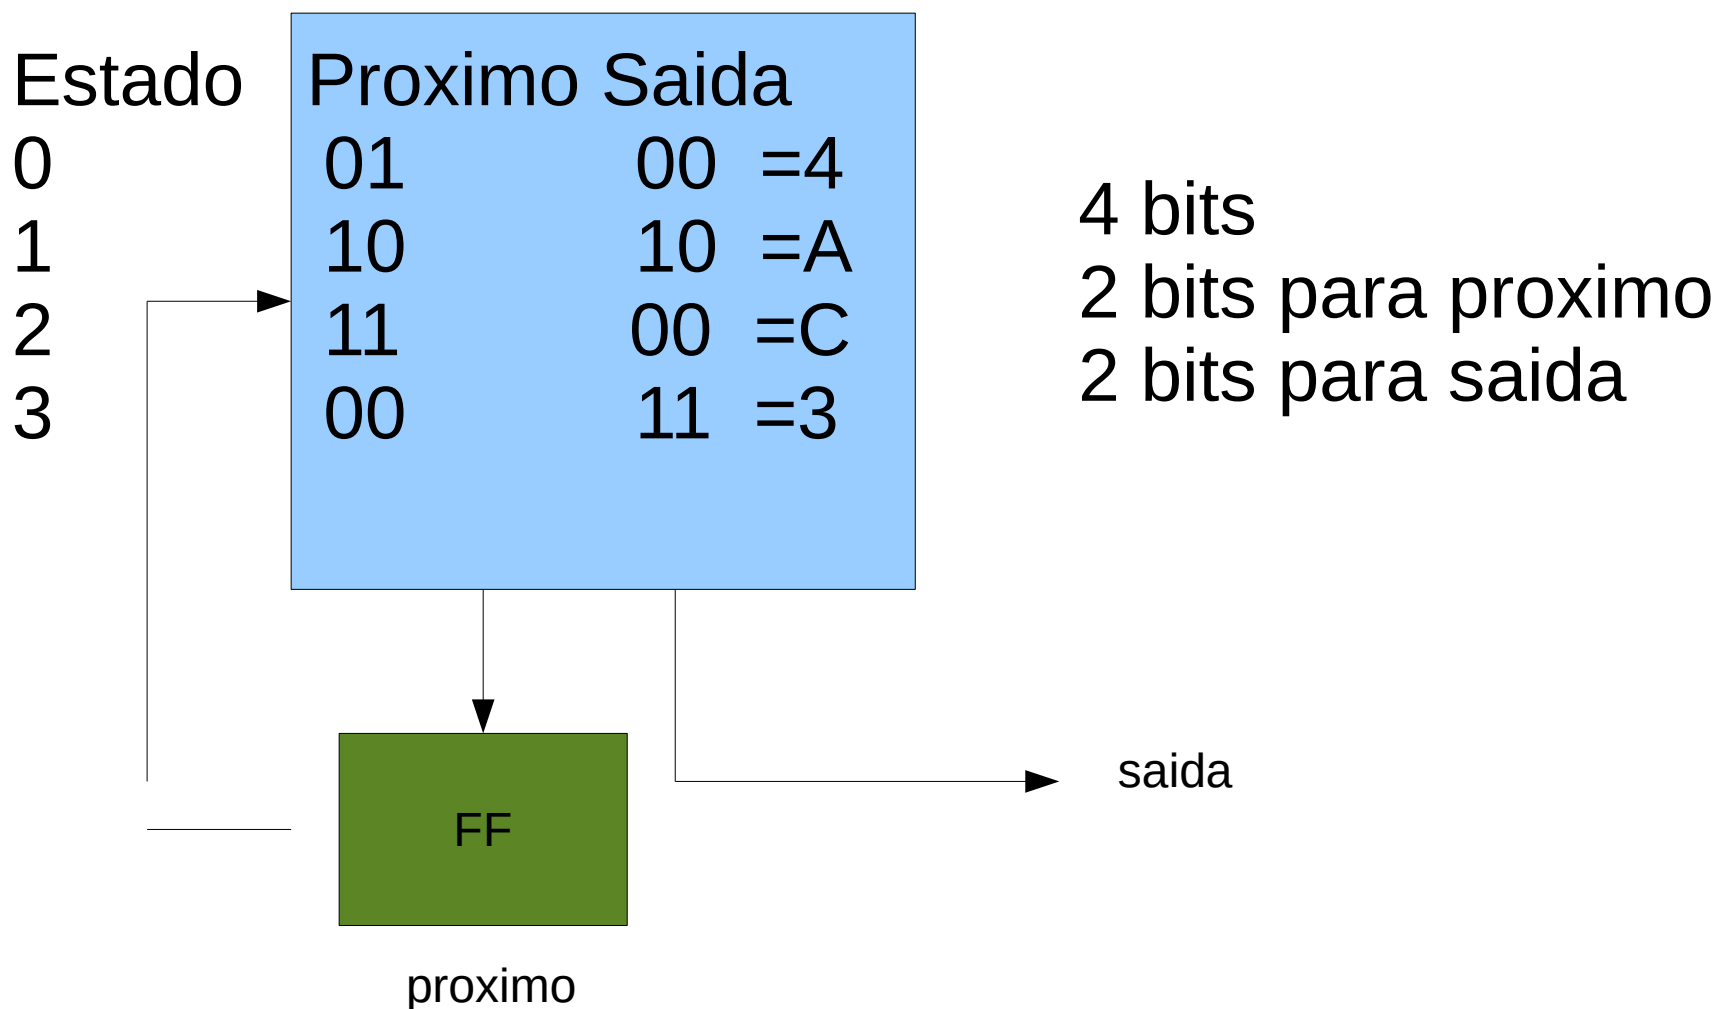 Estado Proximo Saida
0 01 00 =4
1 10 10 =A
2 11 00 =C
3 00 11 =3
4 bits
2 bits para proximo
2 bits para saida
saida
FF
proximo